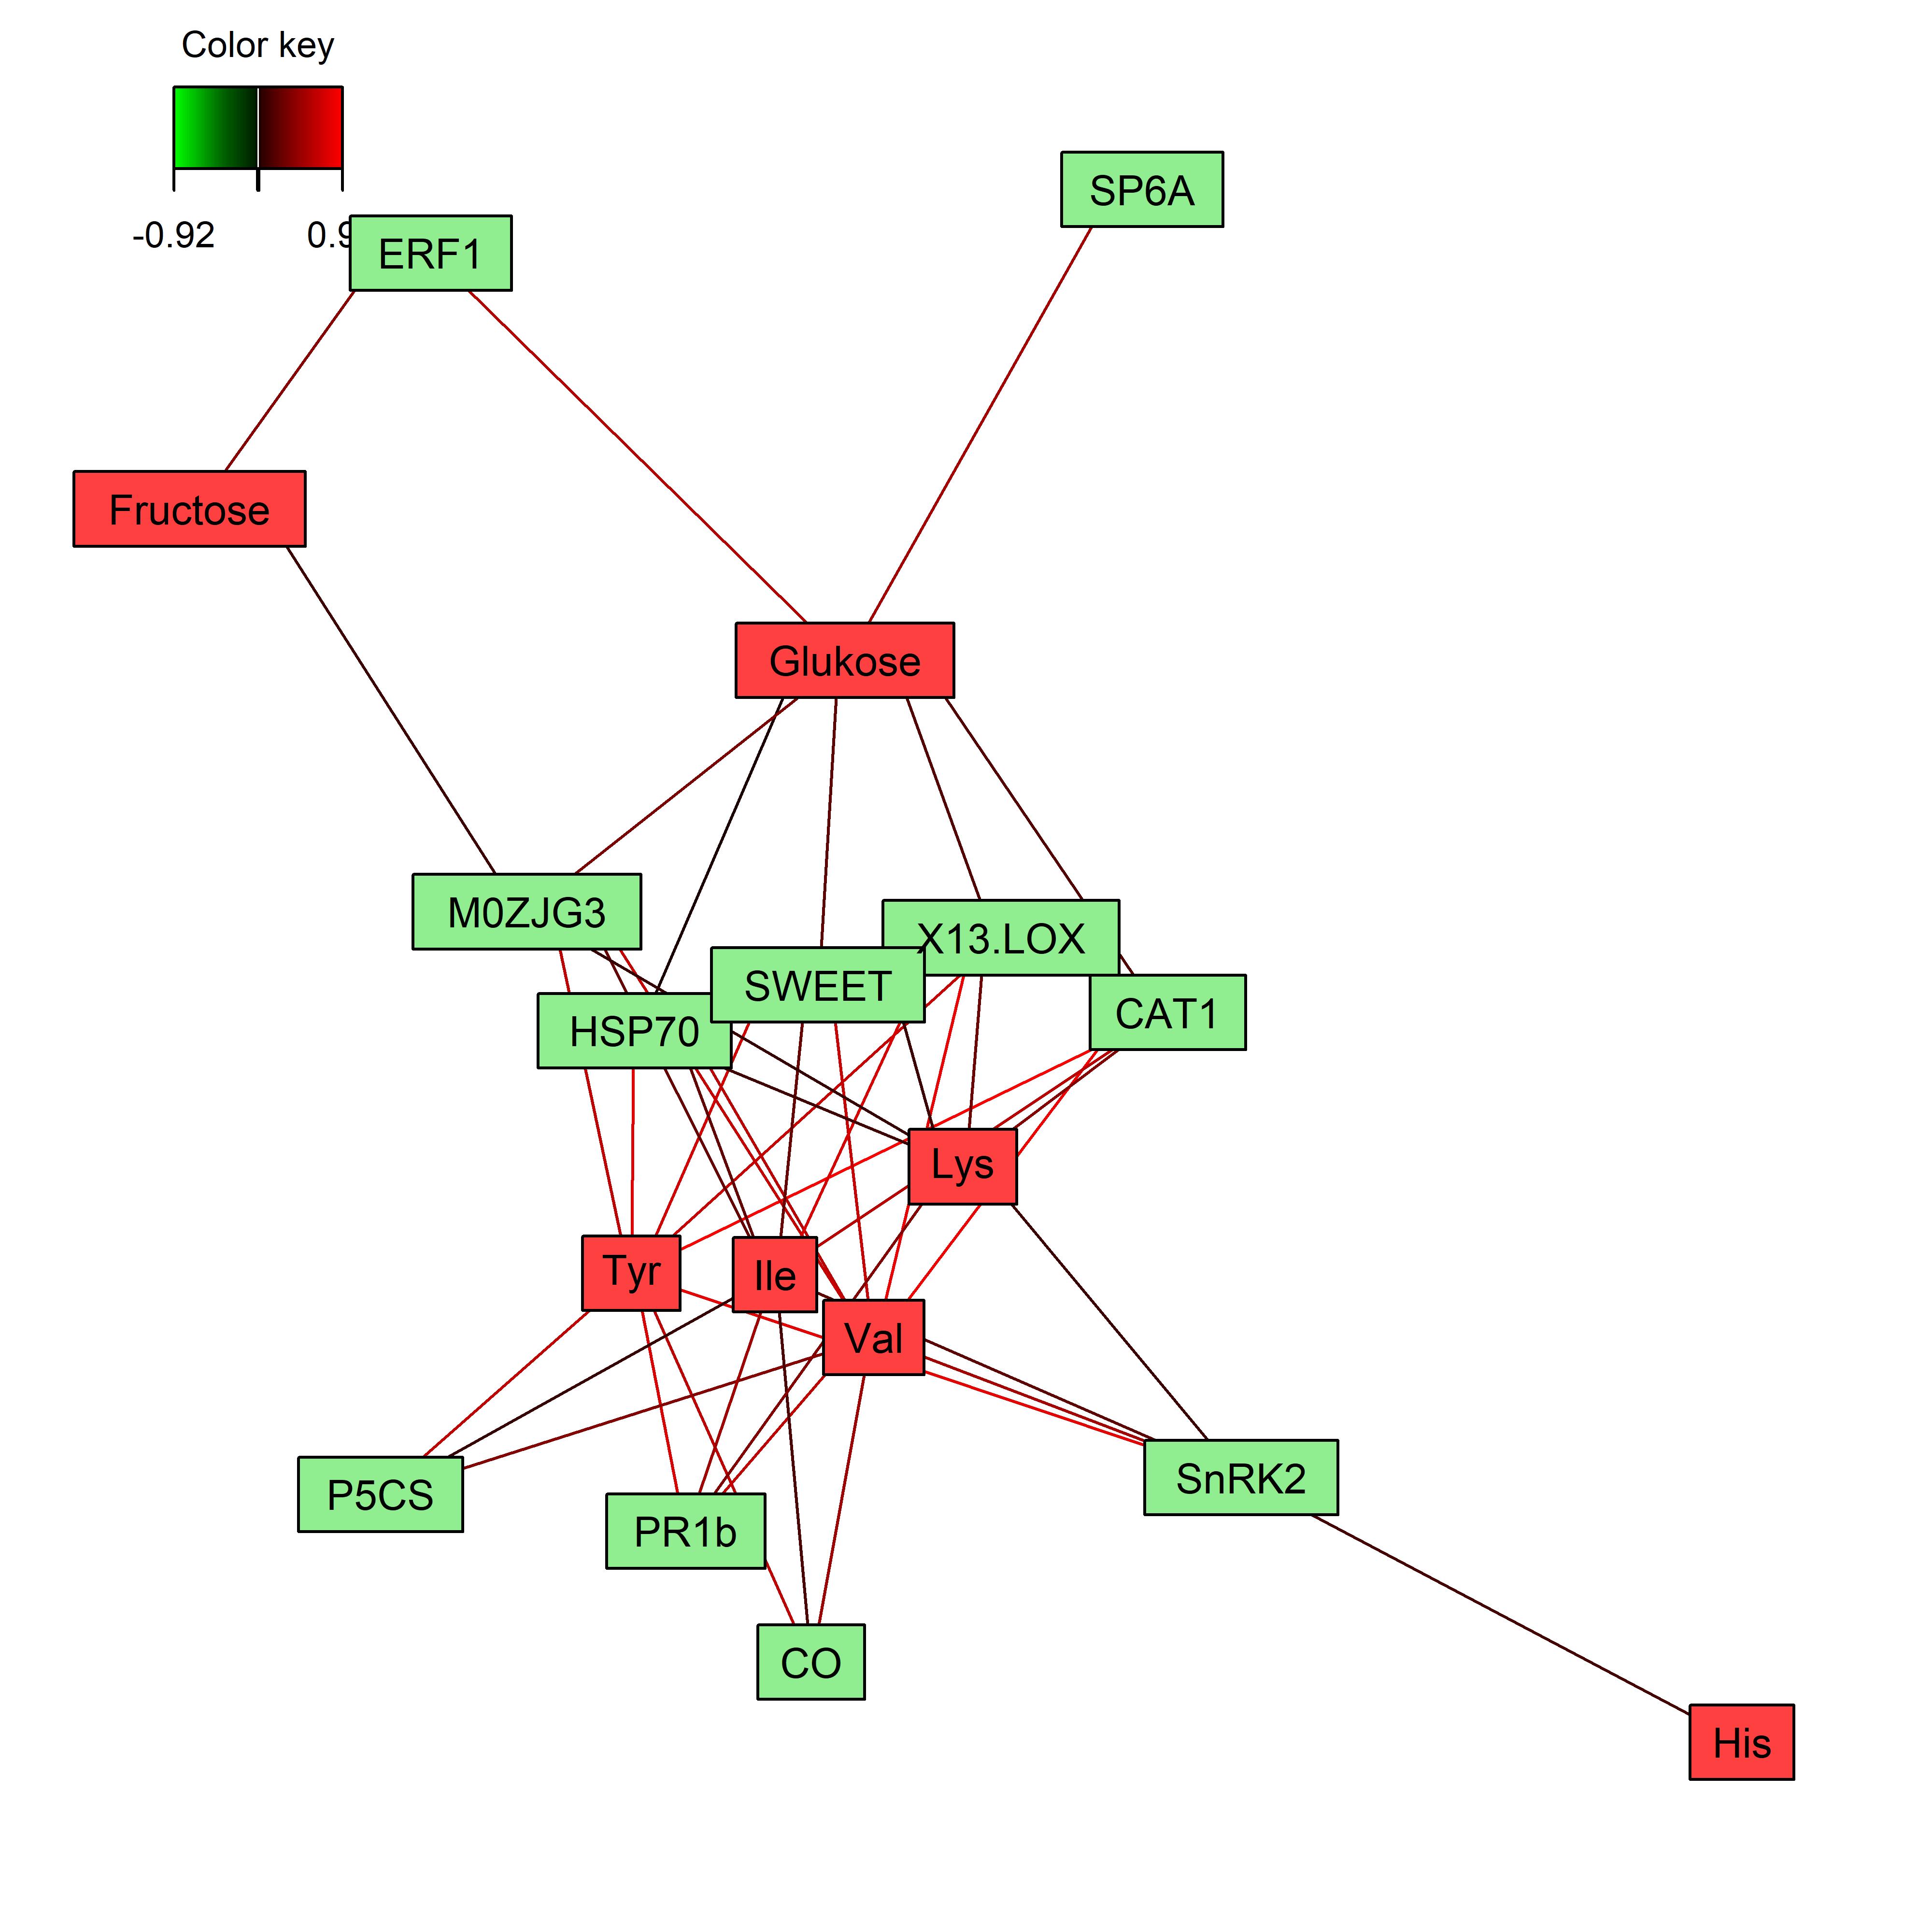 Color key
SP6A
-0.92
0.9
ERF1
Fructose
Glukose
M0ZJG3
X13.LOX
SWEET
CAT1
HSP70
Lys
Tyr
Ile
Val
SnRK2
P5CS
PR1b
CO
His